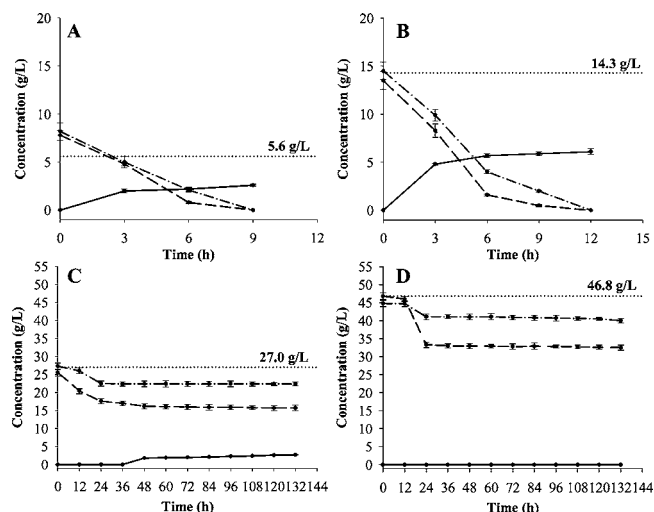 A
Concentration (g/L)
20
15
10
5
0
5.6 g/L
0 3 6 9 12
Time (h)
B
Concentration (g/L)
20
15
10
5
0
14.3 g/L
0 3 6 9 12 15
Time (h)
C
Concentration (g/L)
55
50
45
40
35
30
25
20
15
10
5
0
27.0 g/L
0 12 24 36 48 60 72 84 96 108 120 132 144
Time (h)
D
Concentration (g/L)
55
50
45
40
35
30
25
20
15
10
5
0
46.8 g/L
0 12 24 36 48 60 72 84 96 108 120 132 144
Time (h)